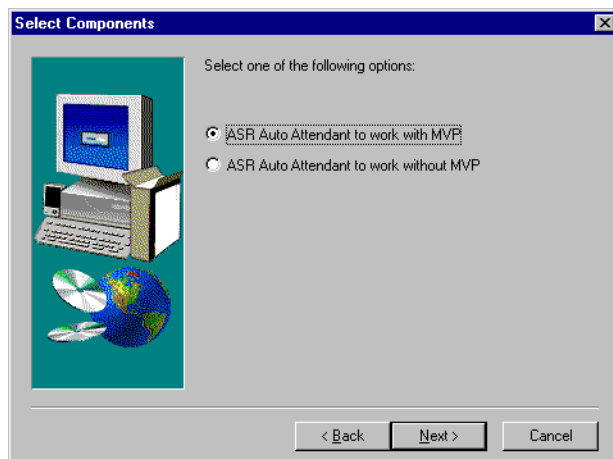 Select Components
Select one of the following options:
ASR Auto Attendant to work with MVP
ASR Auto Attendant to work without MVP
< Back
Next >
Cancel